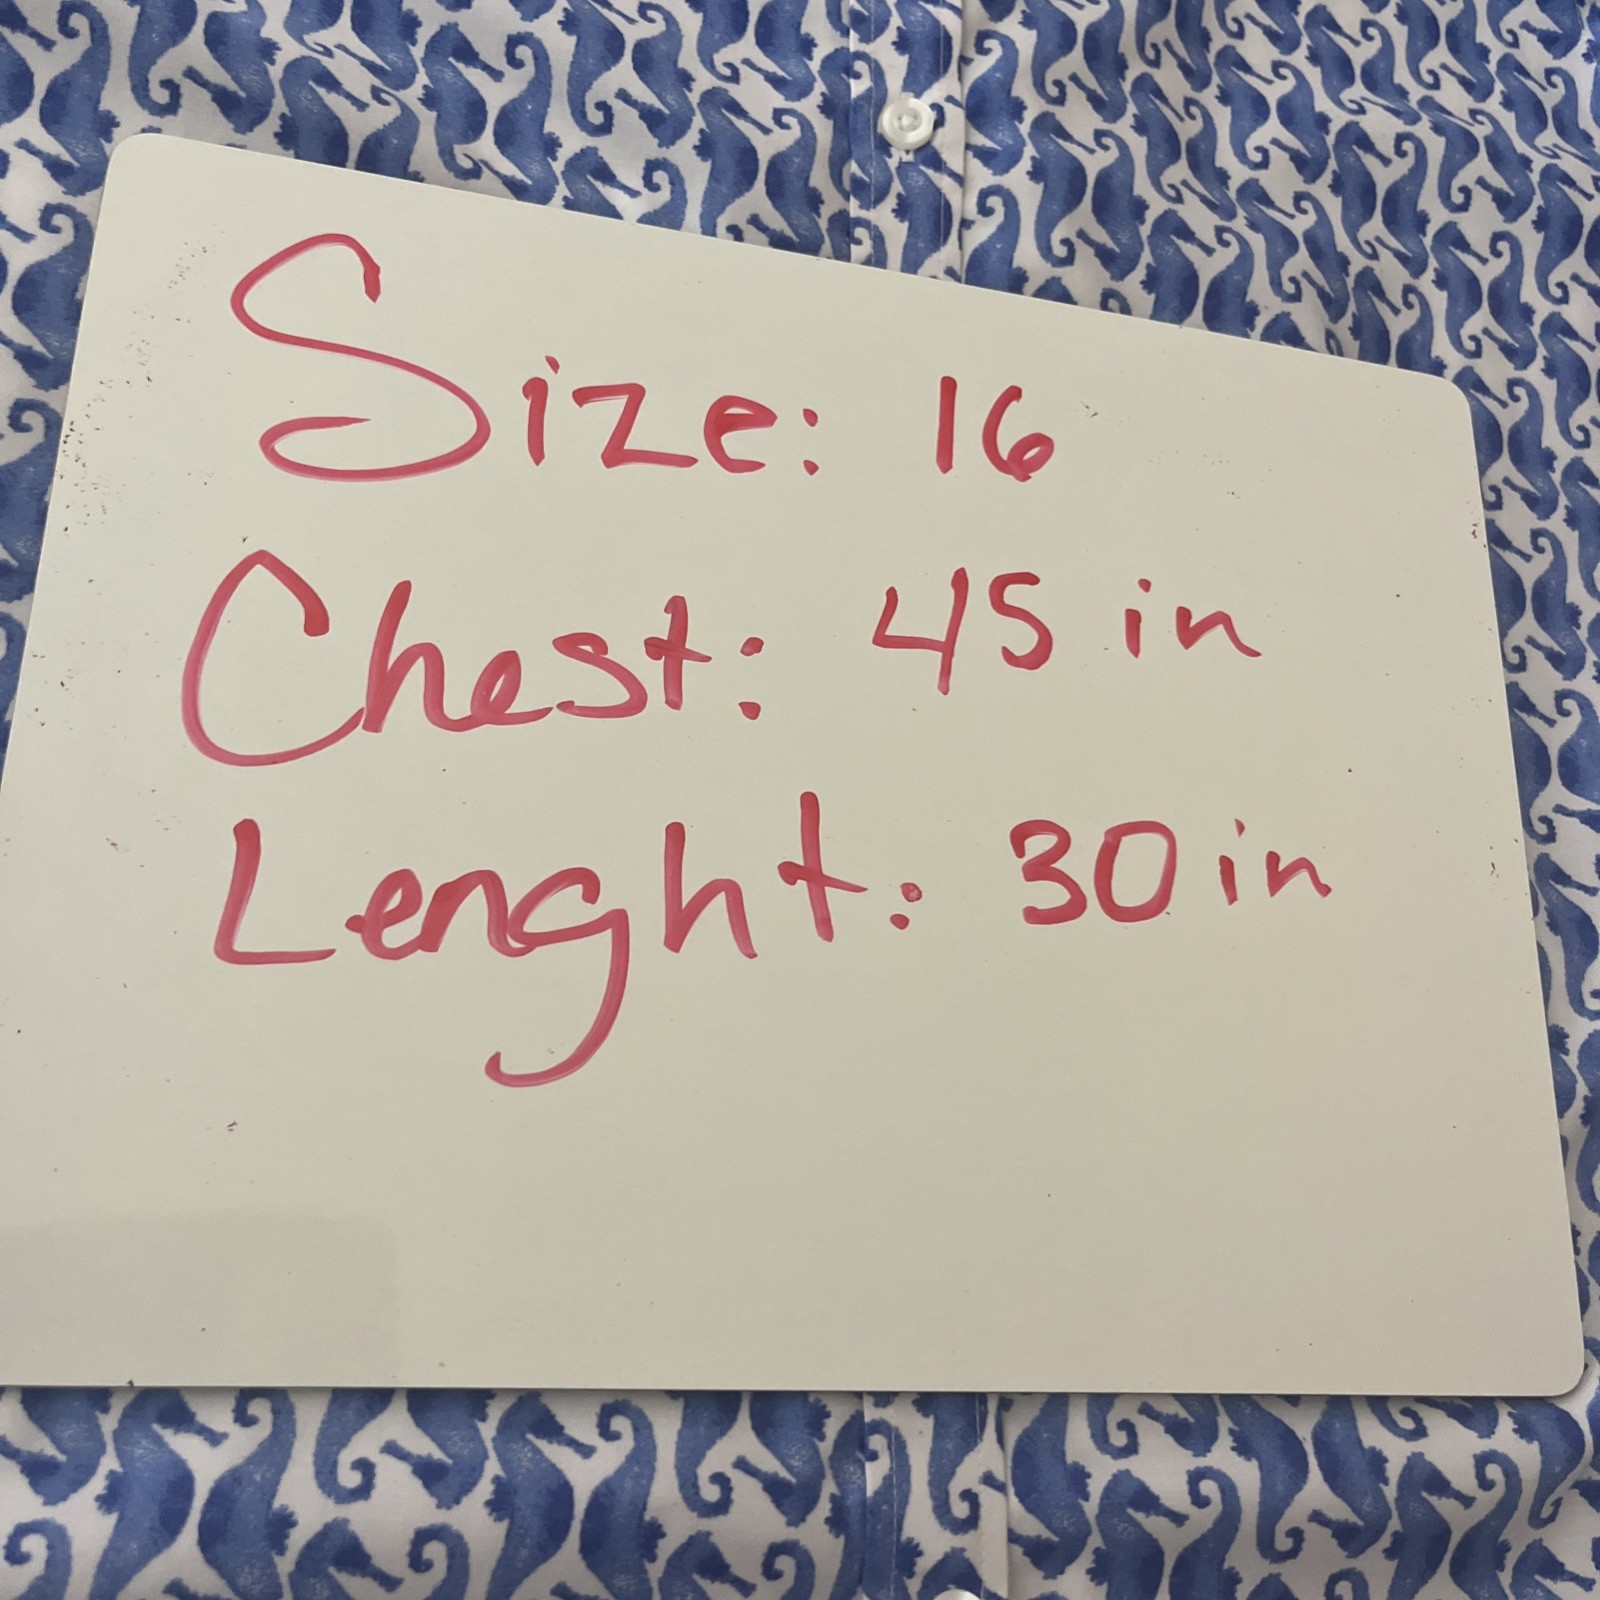 Size: 16
Chest: 45 in
Lenght: 30 in